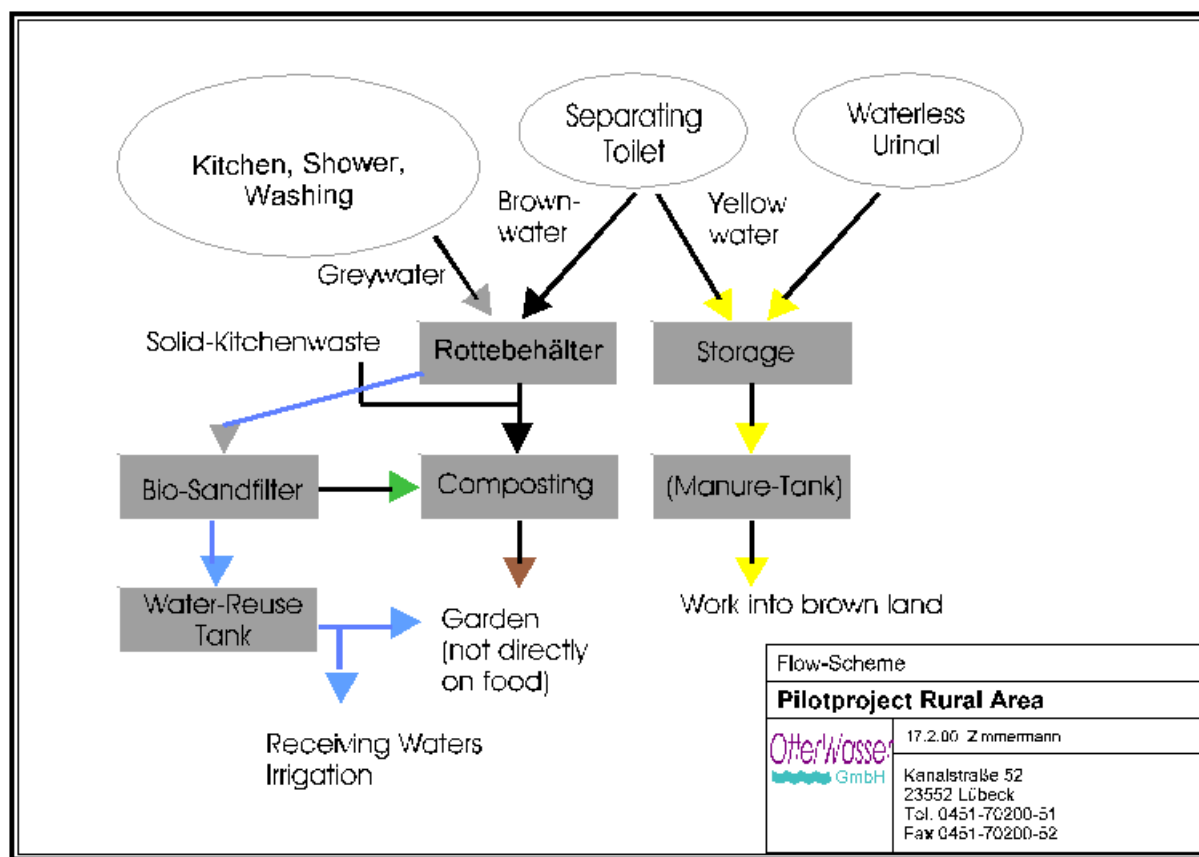 Kitchen, Shower,
Washing
Separating
Toilet
Waterless
Urinal
Brown-
water
Yellow
water
Greywater
Solid-Kitchenwaste
Rottebehälter
Storage
Bio-Sandfilter
Composting
(Manure-Tank)
Water-Reuse
Tank
Garden
(not directly
on food)
Work into brown land
Receiving Waters
Irrigation
Flow-Scheme
Pilotproject Rural Area
OtterWasser
GmbH
17.2.00 Zimmermann
Kanalstraße 52
23552 Lübeck
Tel. 0451-70200-51
Fax 0451-70200-52